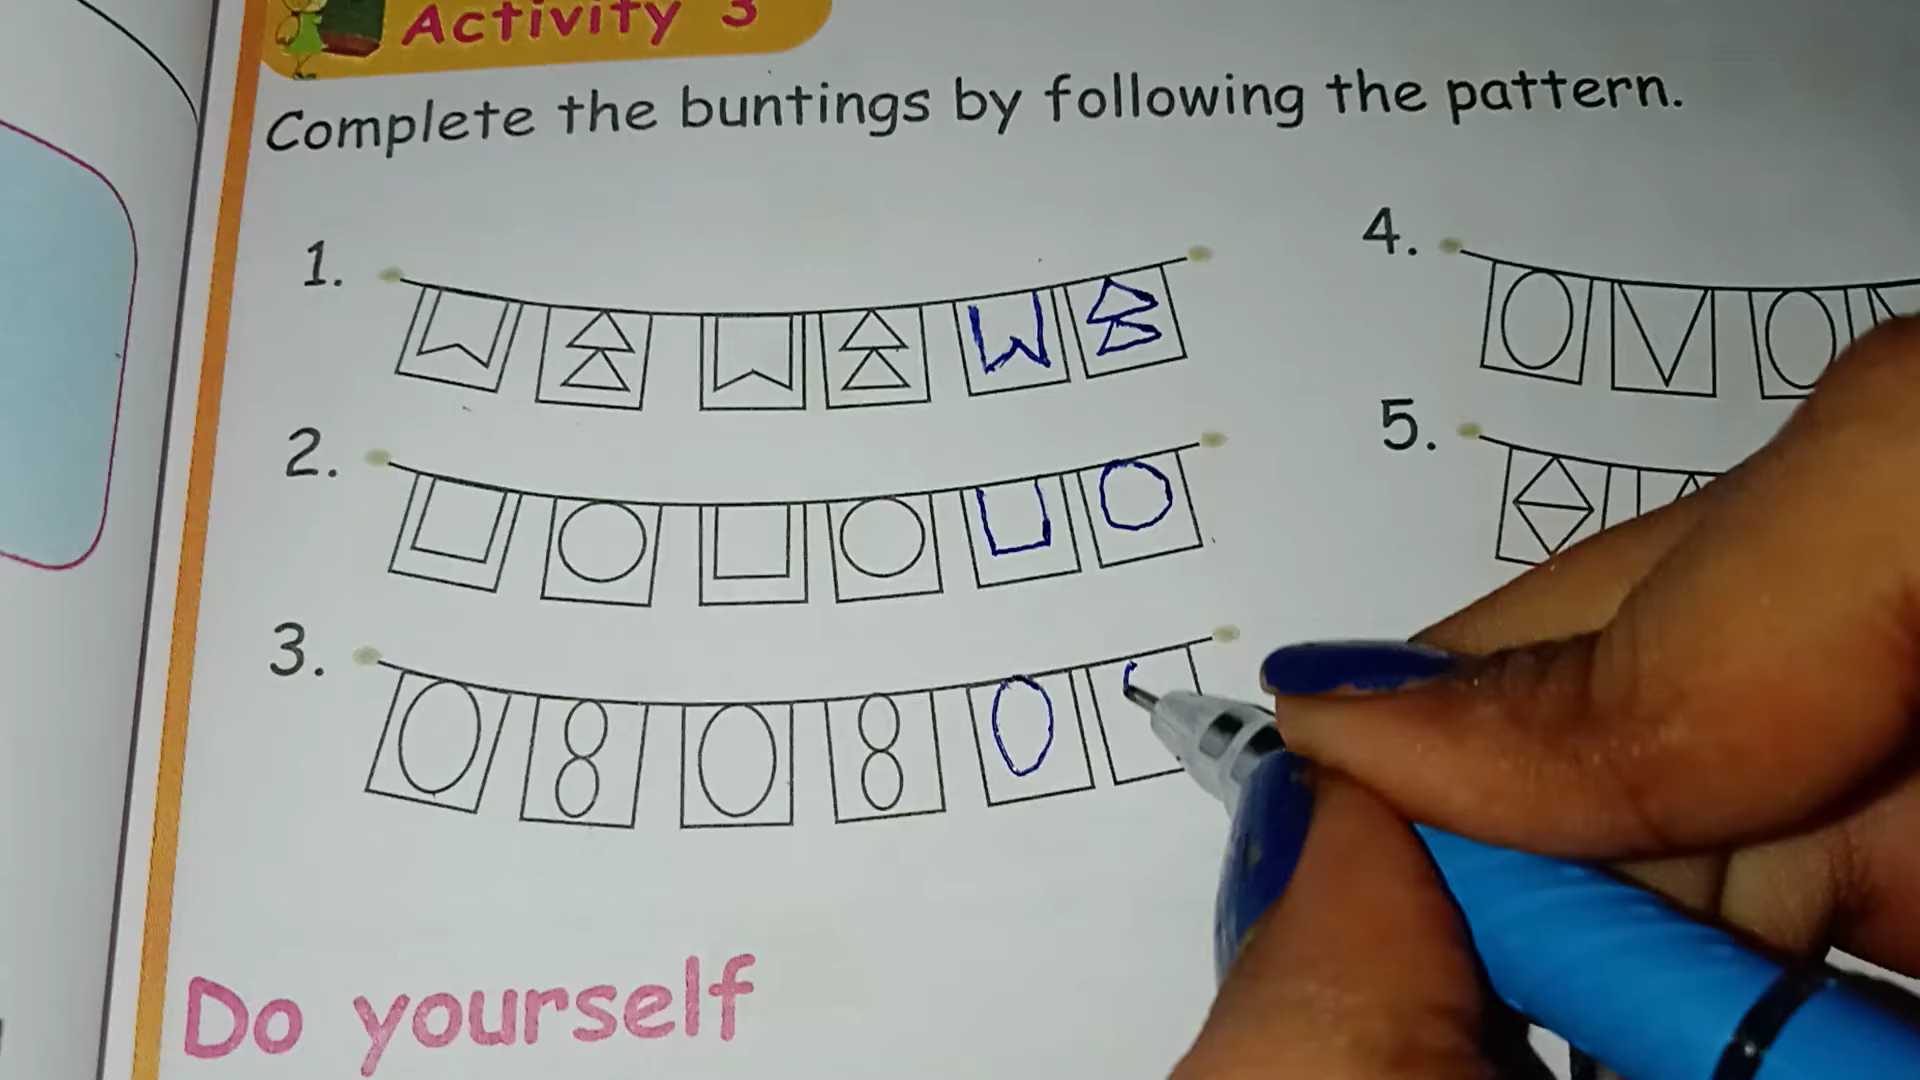 Activity 3
Complete the buntings by following the pattern.
1.
2.
3.
4.
5.
Do yourself